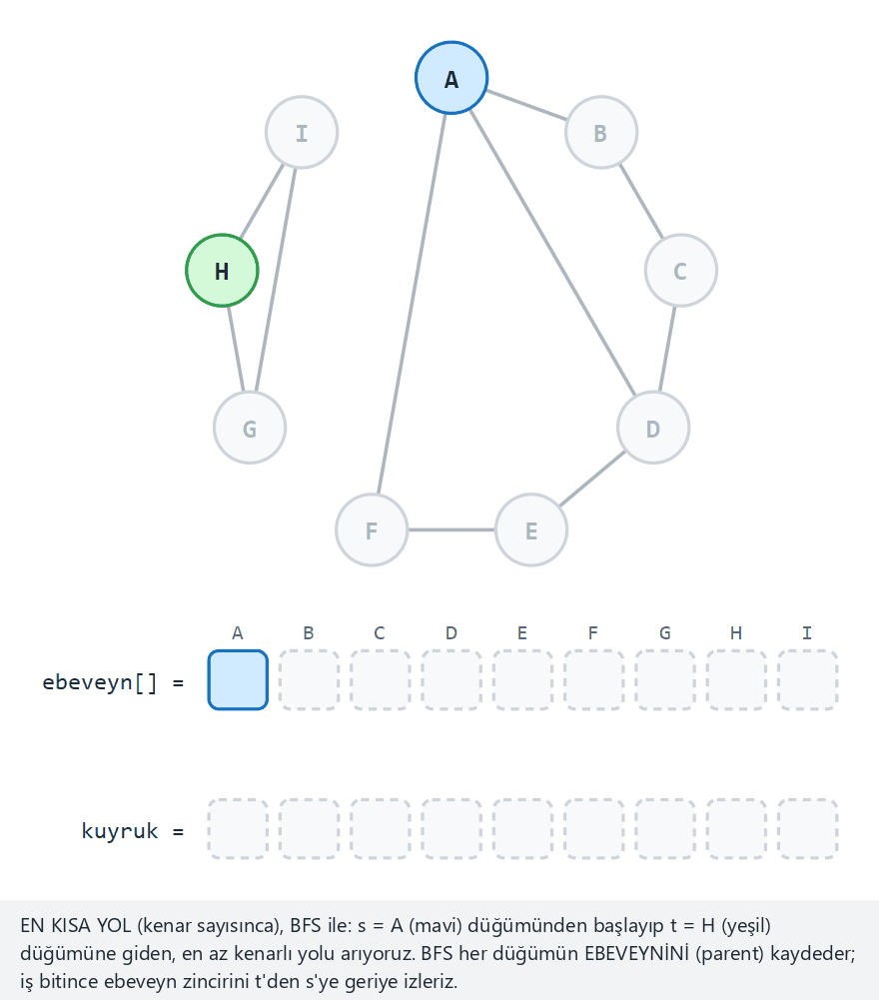 A
I
B
H
C
G
D
F
E
A B C D E F G H I
ebeveyn[] =
kuyruk =
EN KISA YOL (kenar sayısınca), BFS ile: s = A (mavi) düğümünden başlayıp t = H (yeşil)
düğümüne giden, en az kenarlı yolu arıyoruz. BFS her düğümün EBEVEYNİNİ (parent) kaydeder;
iş bitince ebeveyn zincirini t'den s'ye geriye izleriz.